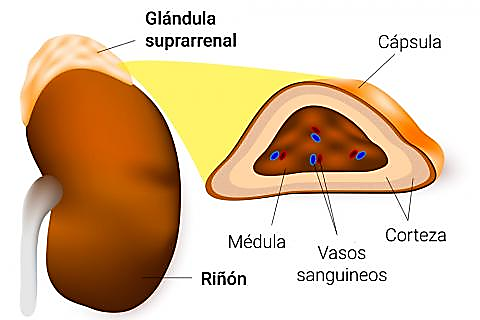 Glándula
suprarrenal
Cápsula
Médula
Vasos
sanguineos
Corteza
Riñón